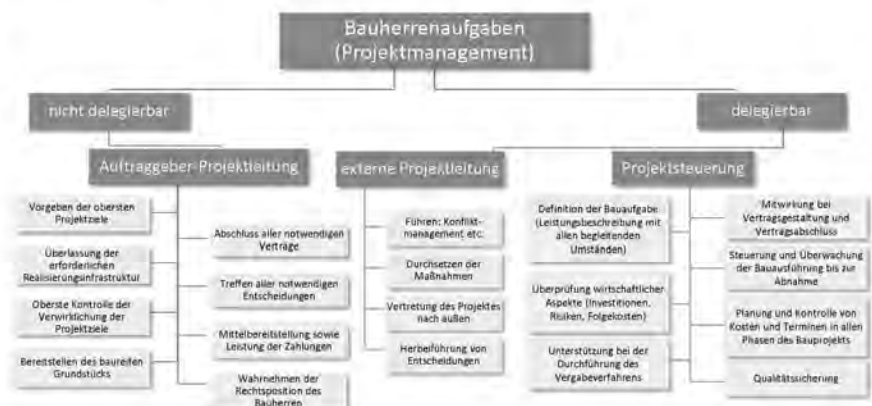 Bauherrenaufgaben
(Projektmanagement)
nicht delegierbar
delegierbar
Auftraggeber-Projektleitung
externe Projektleitung
Projektsteuerung
Vorgeben der obersten
Projektziele
Überlassung der
erforderlichen
Realisierungsinfrastruktur
Oberste Kontrolle der
Verwirklichung der
Projektziele
Bereitstellen des baureifen
Grundstücks
Abschluss aller notwendigen
Verträge
Treffen aller notwendigen
Entscheidungen
Mittelbereitstellung sowie
Leistung der Zahlungen
Wahrnehmen der
Rechtsposition des
Bauherren
Führen: Konflikt-
management etc.
Durchsetzen der
Maßnahmen
Vertretung des Projektes
nach außen
Herbeiführung von
Entscheidungen
Definition der Bauaufgabe
(Leistungsbeschreibung mit
allen begleitenden
Umständen)
Überprüfung wirtschaftlicher
Aspekte (Investitionen,
Risiken, Folgekosten)
Unterstützung bei der
Durchführung des
Vergabeverfahrens
Mitwirkung bei
Vertragsgestaltung und
Vertragsabschluss
Steuerung und Überwachung
der Bauausführung bis zur
Abnahme
Planung und Kontrolle von
Kosten und Terminen in allen
Phasen des Bauprojekts
Qualitätssicherung